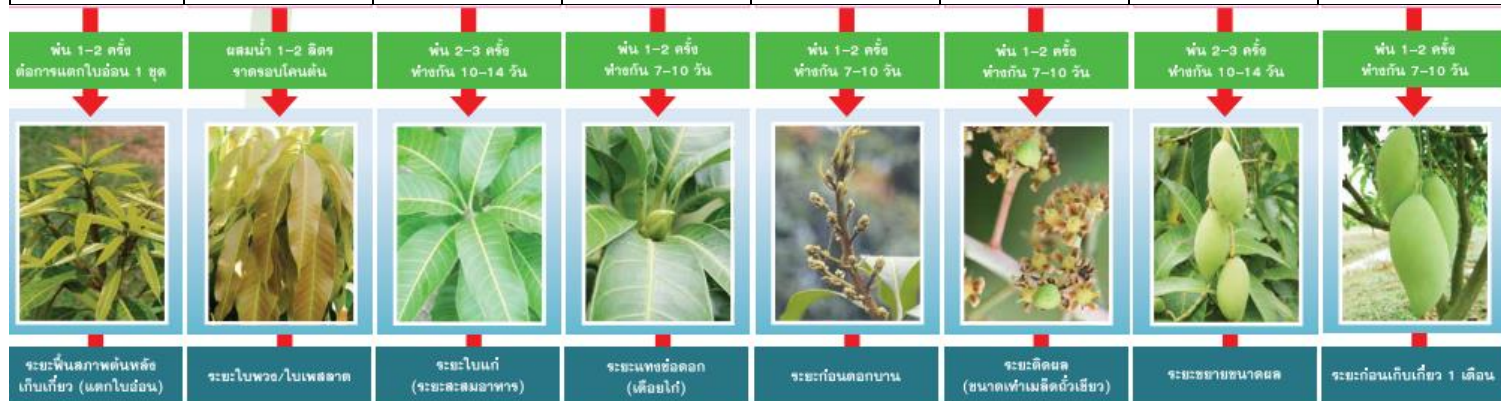 พ่น 1-2 ครั้ง
ต่อการแตกใบอ่อน 1 ชุด
ผสมน้ำ 1-2 ลิตร
ราดรอบโคนต้น
พ่น 2-3 ครั้ง
ห่างกัน 10-14 วัน
พ่น 1-2 ครั้ง
ห่างกัน 7-10 วัน
พ่น 1-2 ครั้ง
ห่างกัน 7-10 วัน
พ่น 1-2 ครั้ง
ห่างกัน 7-10 วัน
พ่น 2-3 ครั้ง
ห่างกัน 10-14 วัน
พ่น 1-2 ครั้ง
ห่างกัน 7-10 วัน
ระยะฟื้นสภาพต้นหลัง
เก็บเกี่ยว (แตกใบอ่อน)
ระยะใบพวง/ใบเพสลาด
ระยะใบแก่
(ระยะสะสมอาหาร)
ระยะแทงช่อดอก
(เดือยไก่)
ระยะก่อนดอกบาน
ระยะติดผล
(ขนาดเท่าเมล็ดถั่วเขียว)
ระยะขยายขนาดผล
ระยะก่อนเก็บเกี่ยว 1 เดือน